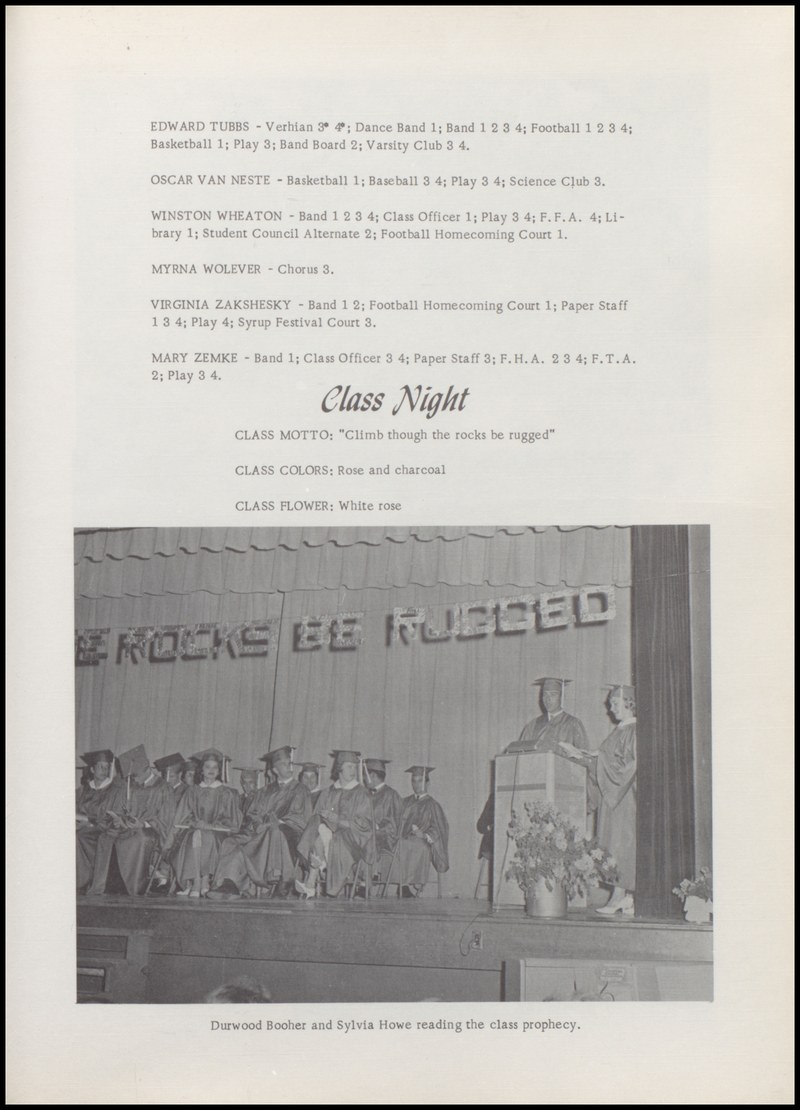 EDWARD TUBBS - Verhian 3* 4*; Dance Band 1; Band 1 2 3 4; Football 1 2 3 4;
Basketball 1; Play 3; Band Board 2; Varsity Club 3 4.
OSCAR VAN NESTE - Basketball 1; Baseball 3 4; Play 3 4; Science Club 3.
WINSTON WHEATON - Band 1 2 3 4; Class Officer 1; Play 3 4; F.F.A. 4; Li-
brary 1; Student Council Alternate 2; Football Homecoming Court 1.
MYRNA WOLEVER - Chorus 3.
VIRGINIA ZAKSHESKY - Band 1 2; Football Homecoming Court 1; Paper Staff
1 3 4; Play 4; Syrup Festival Court 3.
MARY ZEMKE - Band 1; Class Officer 3 4; Paper Staff 3; F.H.A. 2 3 4; F.T.A.
2; Play 3 4.
Class Night
CLASS MOTTO: "Climb though the rocks be rugged"
CLASS COLORS: Rose and charcoal
CLASS FLOWER: White rose
E ROCKS BE RUGGED
Durwood Booher and Sylvia Howe reading the class prophecy.